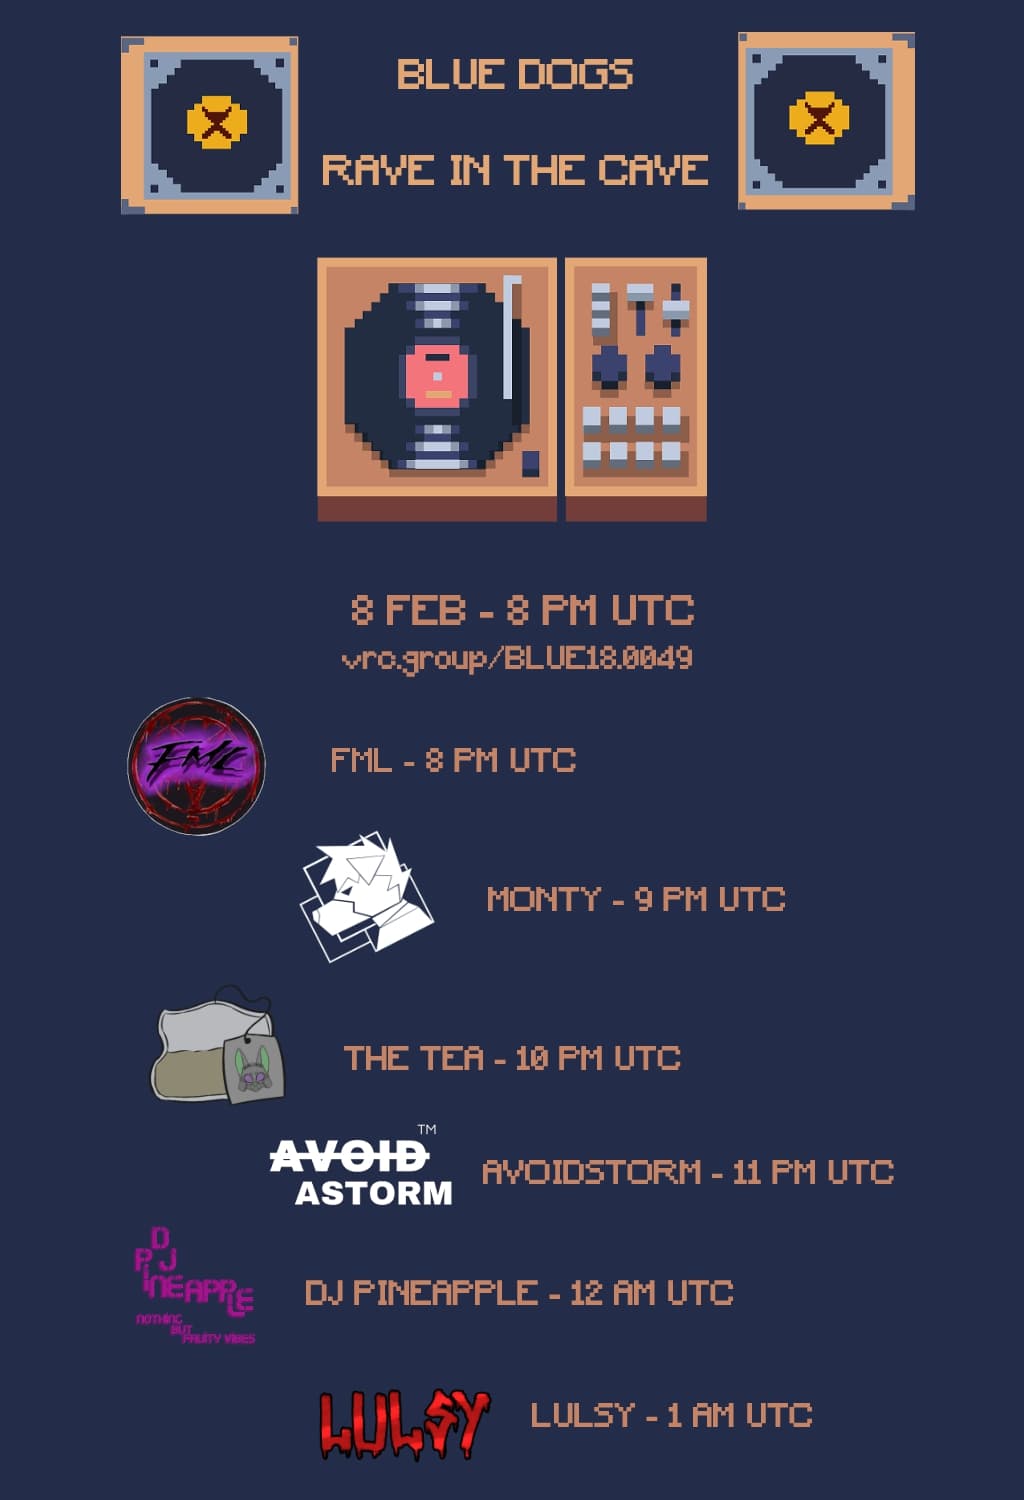 BLUE DOGS
RAVE IN THE CAVE
8 FEB - 8 PM UTC
vrc.group/BLUE18.0049
FML
FML - 8 PM UTC
MONTY - 9 PM UTC
THE TEA - 10 PM UTC
AVOID™
ASTORM
AVOIDSTORM - 11 PM UTC
DJ
PINEAPPLE
NOTHING
BUT
FRUITY VIBES
DJ PINEAPPLE - 12 AM UTC
LULSY
LULSY - 1 AM UTC